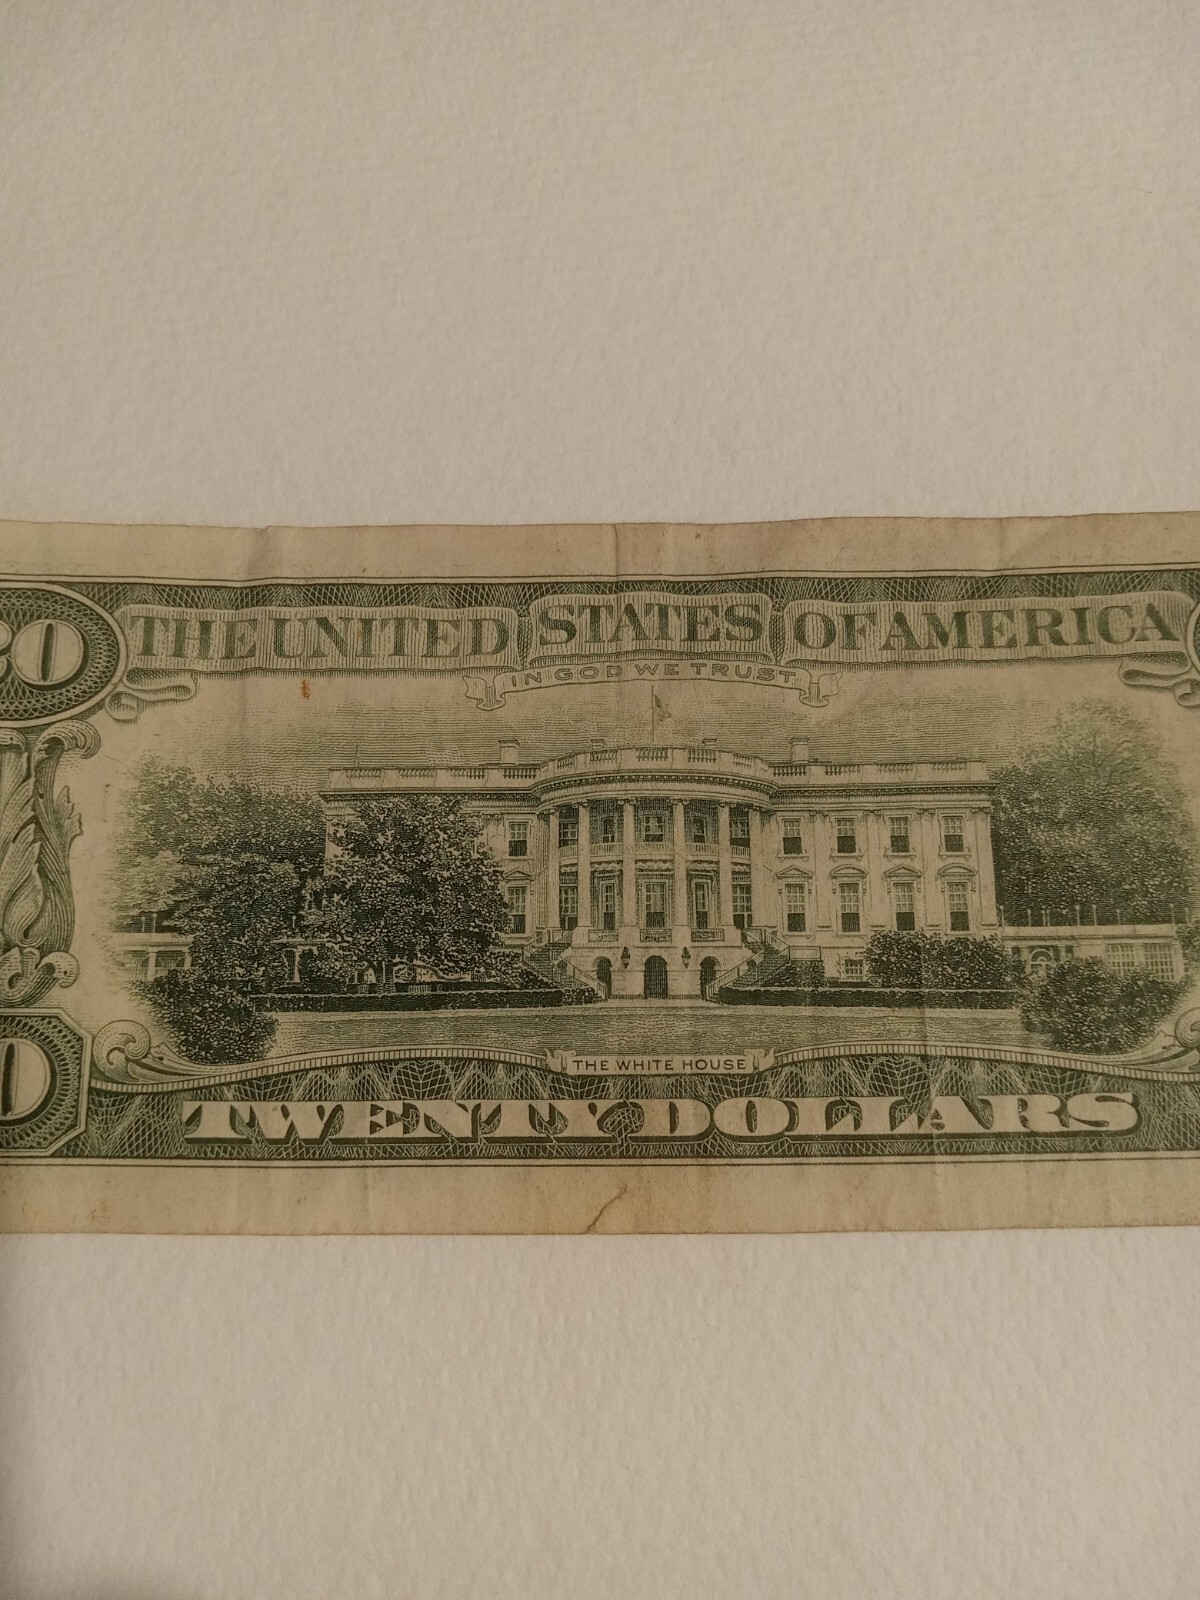 THE UNITED STATES OF AMERICA
IN GOD WE TRUST
THE WHITE HOUSE
TWENTY DOLLARS